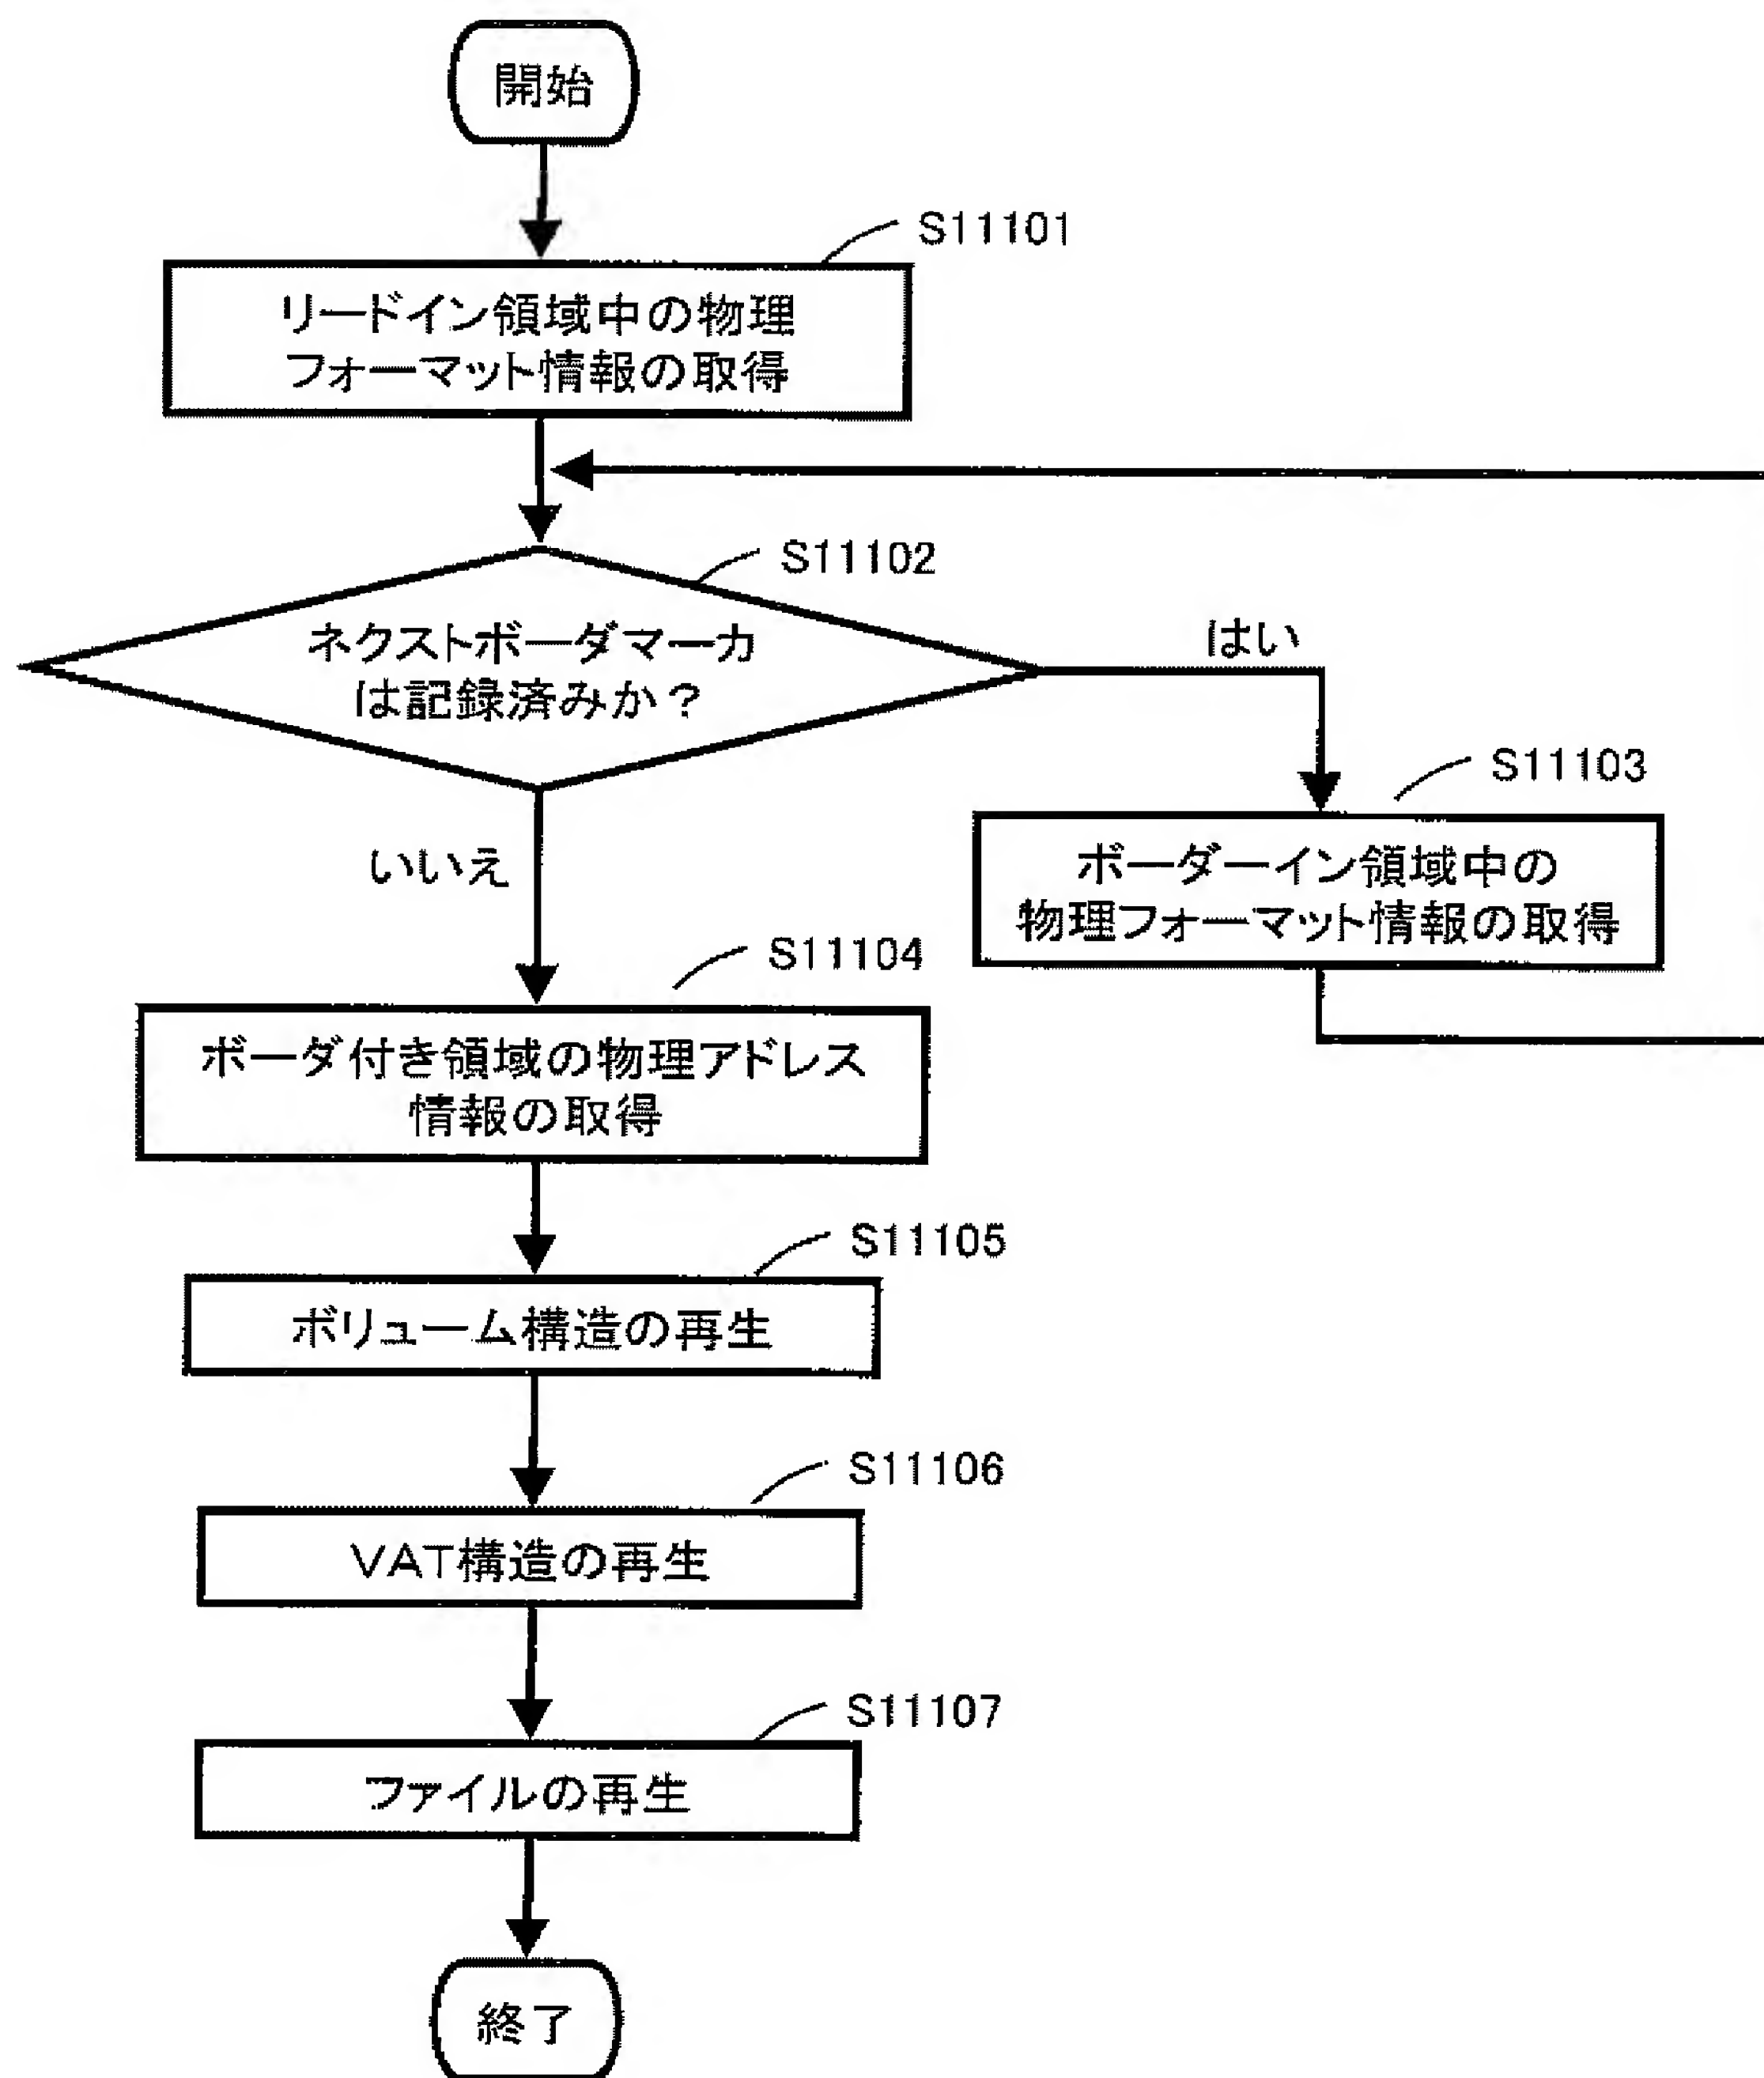 開始
S11101
リードイン領域中の物理
フォーマット情報の取得
S11102
ネクストボーダマーカ
は記録済みか？
はい
S11103
ボーダーイン領域中の
物理フォーマット情報の取得
いいえ
S11104
ボーダ付き領域の物理アドレス
情報の取得
S11105
ボリューム構造の再生
S11106
VAT構造の再生
S11107
ファイルの再生
終了